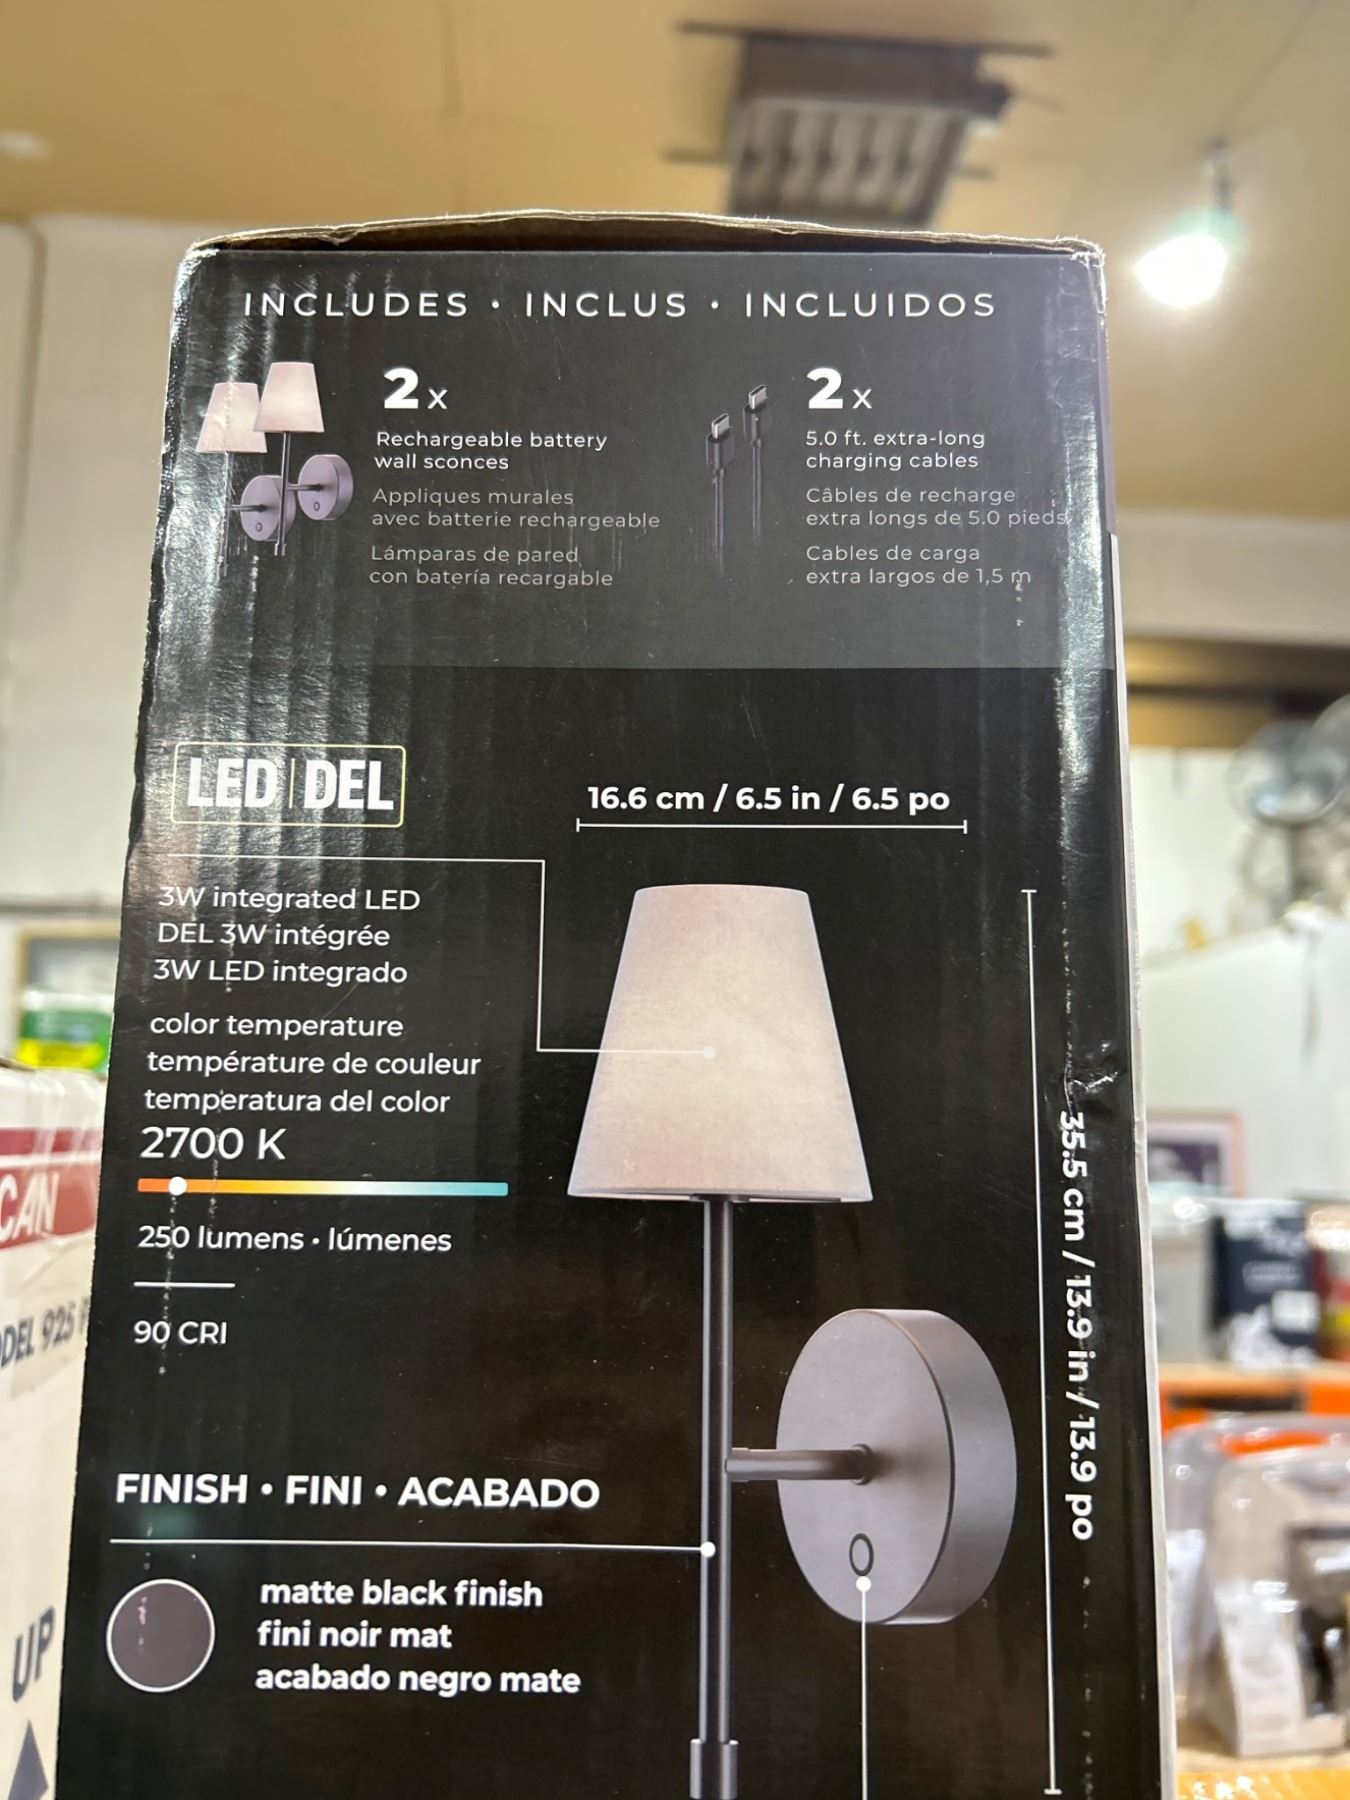 INCLUDES • INCLUS • INCLUIDOS
2 x
Rechargeable battery
wall sconces
Appliques murales
avec batterie rechargeable
Lámparas de pared
con batería recargable
2 x
5.0 ft. extra-long
charging cables
Câbles de recharge
extra longs de 5.0 pieds
Cables de carga
extra largos de 1,5 m
LED | DEL
16.6 cm / 6.5 in / 6.5 po
3W integrated LED
DEL 3W intégrée
3W LED integrado
color temperature
température de couleur
temperatura del color
2700 K
250 lumens • lúmenes
90 CRI
35.5 cm / 13.9 in / 13.9 po
FINISH • FINI • ACABADO
matte black finish
fini noir mat
acabado negro mate
CAN
925
UP